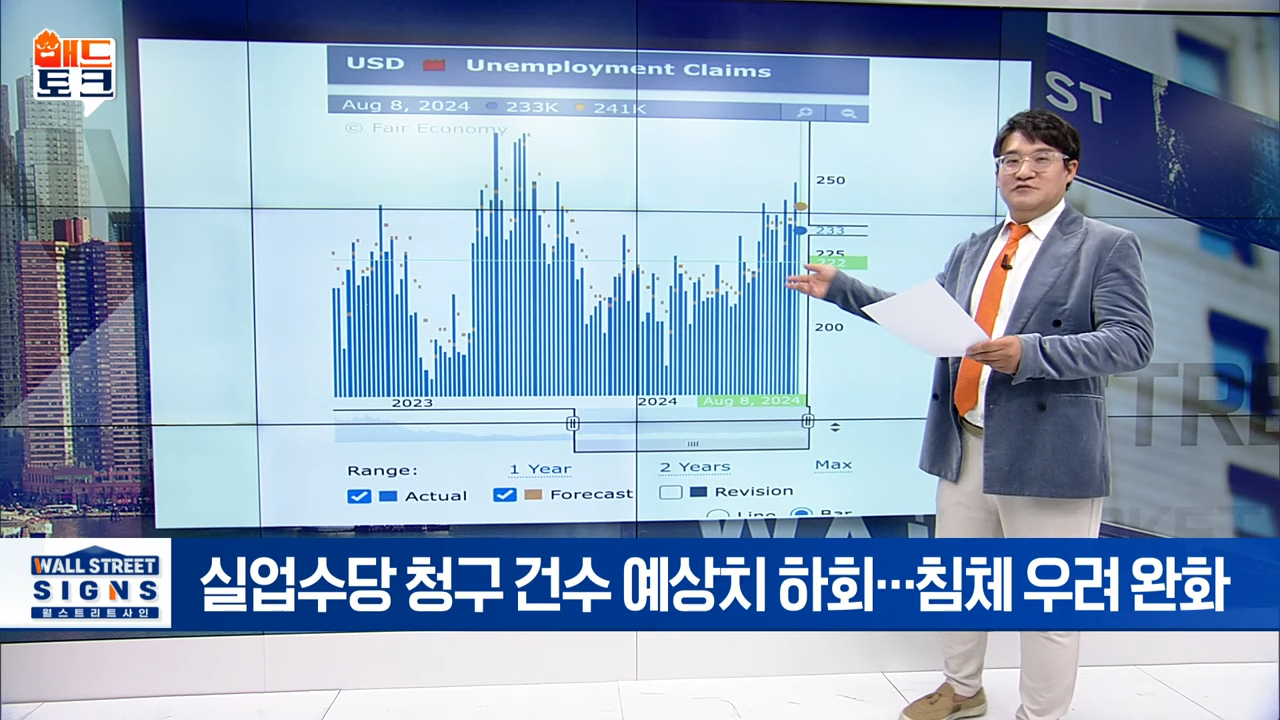 매드
토크
USD Unemployment Claims
Aug 8, 2024 233K 241K
© Fair Economy
250
233
225
222
200
2023
2024
Aug 8, 2024
Range: 1 Year 2 Years Max
Actual Forecast Revision
Line Bar
ST
TRE
WALL STREET
SIGNS
월스트리트사인
실업수당 청구 건수 예상치 하회…침체 우려 완화